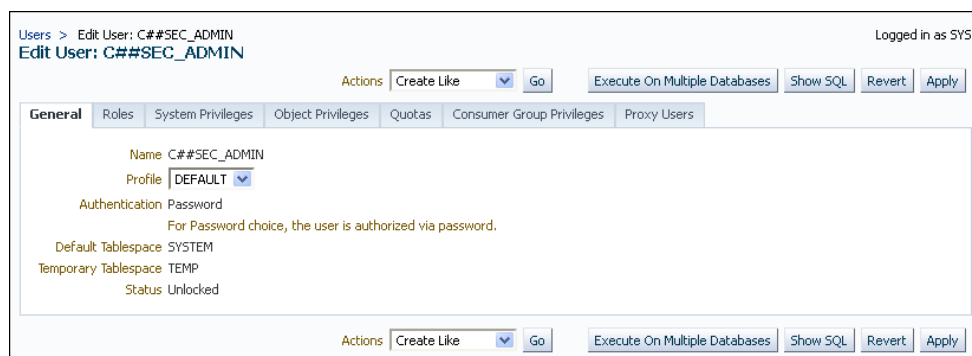 Users > Edit User: C##SEC_ADMIN Logged in as SYS
Edit User: C##SEC_ADMIN
Actions Create Like Go Execute On Multiple Databases Show SQL Revert Apply
General Roles System Privileges Object Privileges Quotas Consumer Group Privileges Proxy Users
Name C##SEC_ADMIN
Profile DEFAULT
Authentication Password
For Password choice, the user is authorized via password.
Default Tablespace SYSTEM
Temporary Tablespace TEMP
Status Unlocked
Actions Create Like Go Execute On Multiple Databases Show SQL Revert Apply